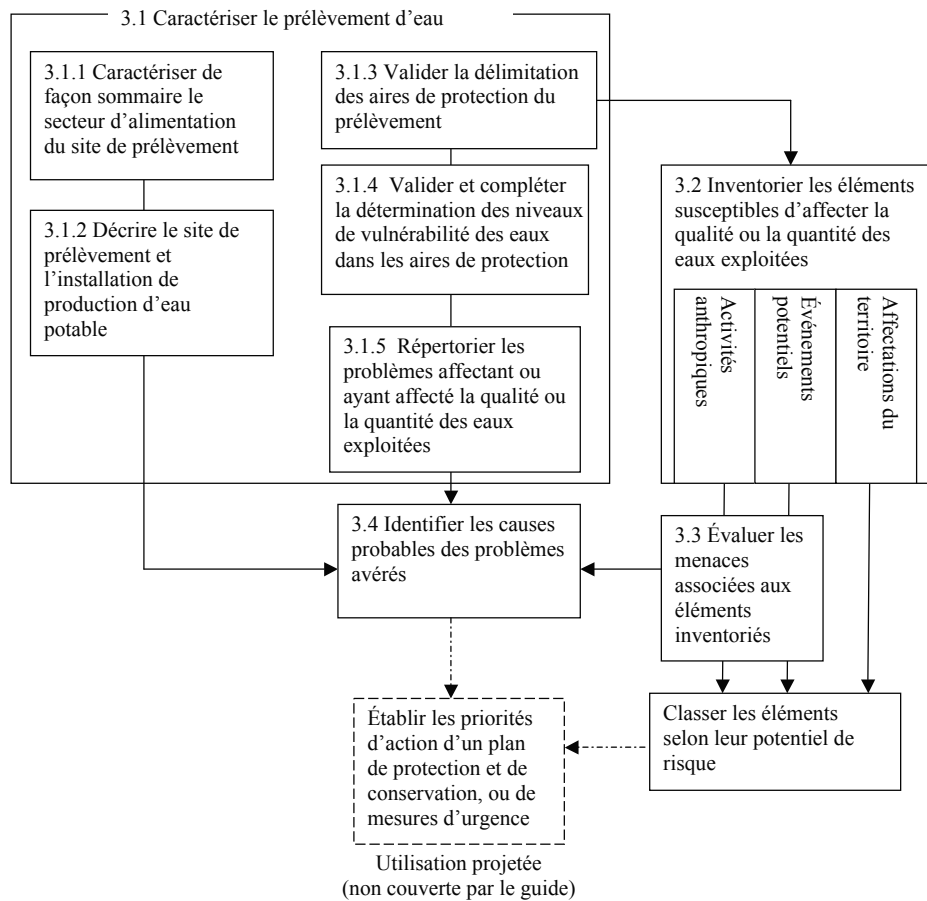 3.1 Caractériser le prélèvement d’eau
3.1.1 Caractériser de
façon sommaire le
secteur d’alimentation
du site de prélèvement
3.1.2 Décrire le site de
prélèvement et
l’installation de
production d’eau
potable
3.1.3 Valider la délimitation
des aires de protection du
prélèvement
3.1.4 Valider et compléter
la détermination des niveaux
de vulnérabilité des eaux
dans les aires de protection
3.1.5 Répertorier les
problèmes affectant ou
ayant affecté la qualité ou
la quantité des eaux
exploitées
3.2 Inventorier les éléments
susceptibles d’affecter la
qualité ou la quantité des
eaux exploitées
Activités
anthropiques
Événements
potentiels
Affectations du
territoire
3.4 Identifier les causes
probables des problèmes
avérés
3.3 Évaluer les
menaces
associées aux
éléments
inventoriés
Établir les priorités
d’action d’un plan
de protection et de
conservation, ou de
mesures d’urgence
Classer les éléments
selon leur potentiel de
risque
Utilisation projetée
(non couverte par le guide)